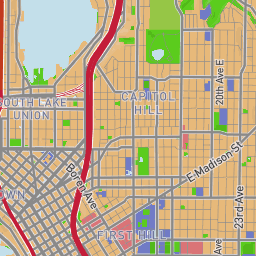 SOUTH LAKE
UNION
CAPITOL
HILL
20th Ave E
E Madison St
Boren Ave
FIRST HILL
23rd Ave
Ave